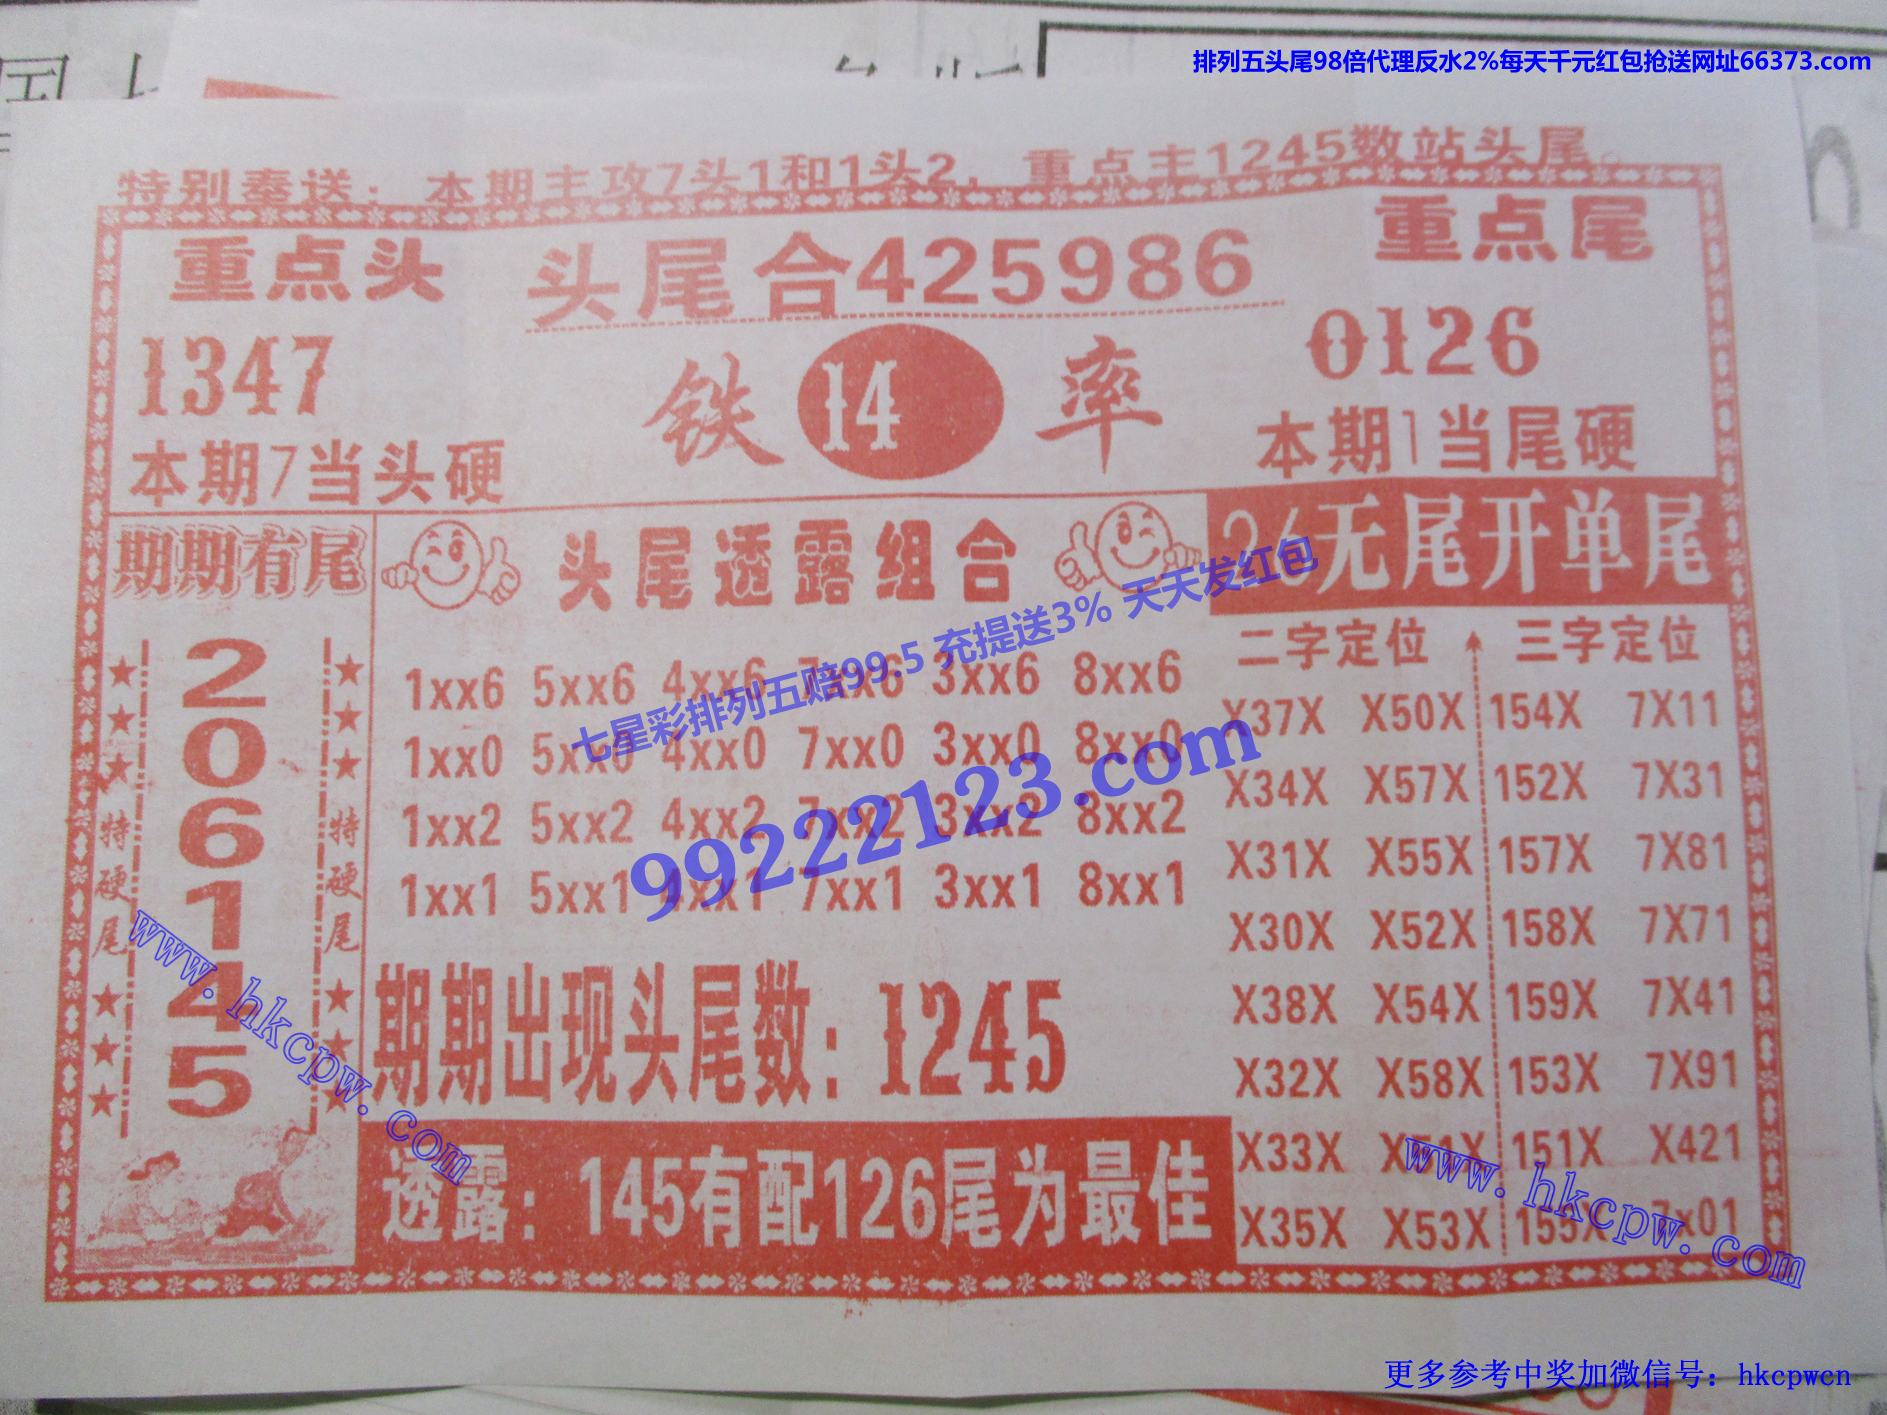 排列五头尾98倍代理反水2%每天千元红包抢送网址66373.com
特别奉送：本期主攻7头1和1头2，重点主1245数站头尾。
重点头
头尾合425986
重点尾
1347
铁 14 率
0126
本期7当头硬
本期1当尾硬
期期有尾
头尾透露组合
26无尾开单尾
七星彩排列五赔99.5 充提送3% 天天发红包
99222123.com
二字定位 三字定位
2
0
6
1
4
5
特硬尾
特硬尾
1xx6 5xx6 4xx6 7xx6 3xx6 8xx6
1xx0 5xx0 4xx0 7xx0 3xx0 8xx0
1xx2 5xx2 4xx2 7xx2 3xx2 8xx2
1xx1 5xx1 4xx1 7xx1 3xx1 8xx1
X37X X50X 154X 7X11
X34X X57X 152X 7X31
X31X X55X 157X 7X81
X30X X52X 158X 7X71
X38X X54X 159X 7X41
X32X X58X 153X 7X91
X33X X51X 151X X421
X35X X53X 155X 7x01
期期出现头尾数：1245
透露：145有配126尾为最佳
www.hkcpw.com
www.hkcpw.com
更多参考中奖加微信号：hkcpwcn